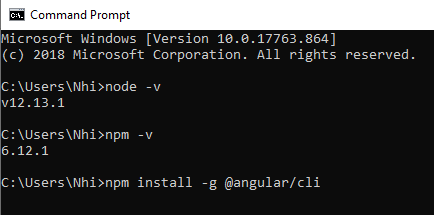 Command Prompt
Microsoft Windows [Version 10.0.17763.864]
(c) 2018 Microsoft Corporation. All rights reserved.
C:\Users\Nhi>node -v
v12.13.1
C:\Users\Nhi>npm -v
6.12.1
C:\Users\Nhi>npm install -g @angular/cli